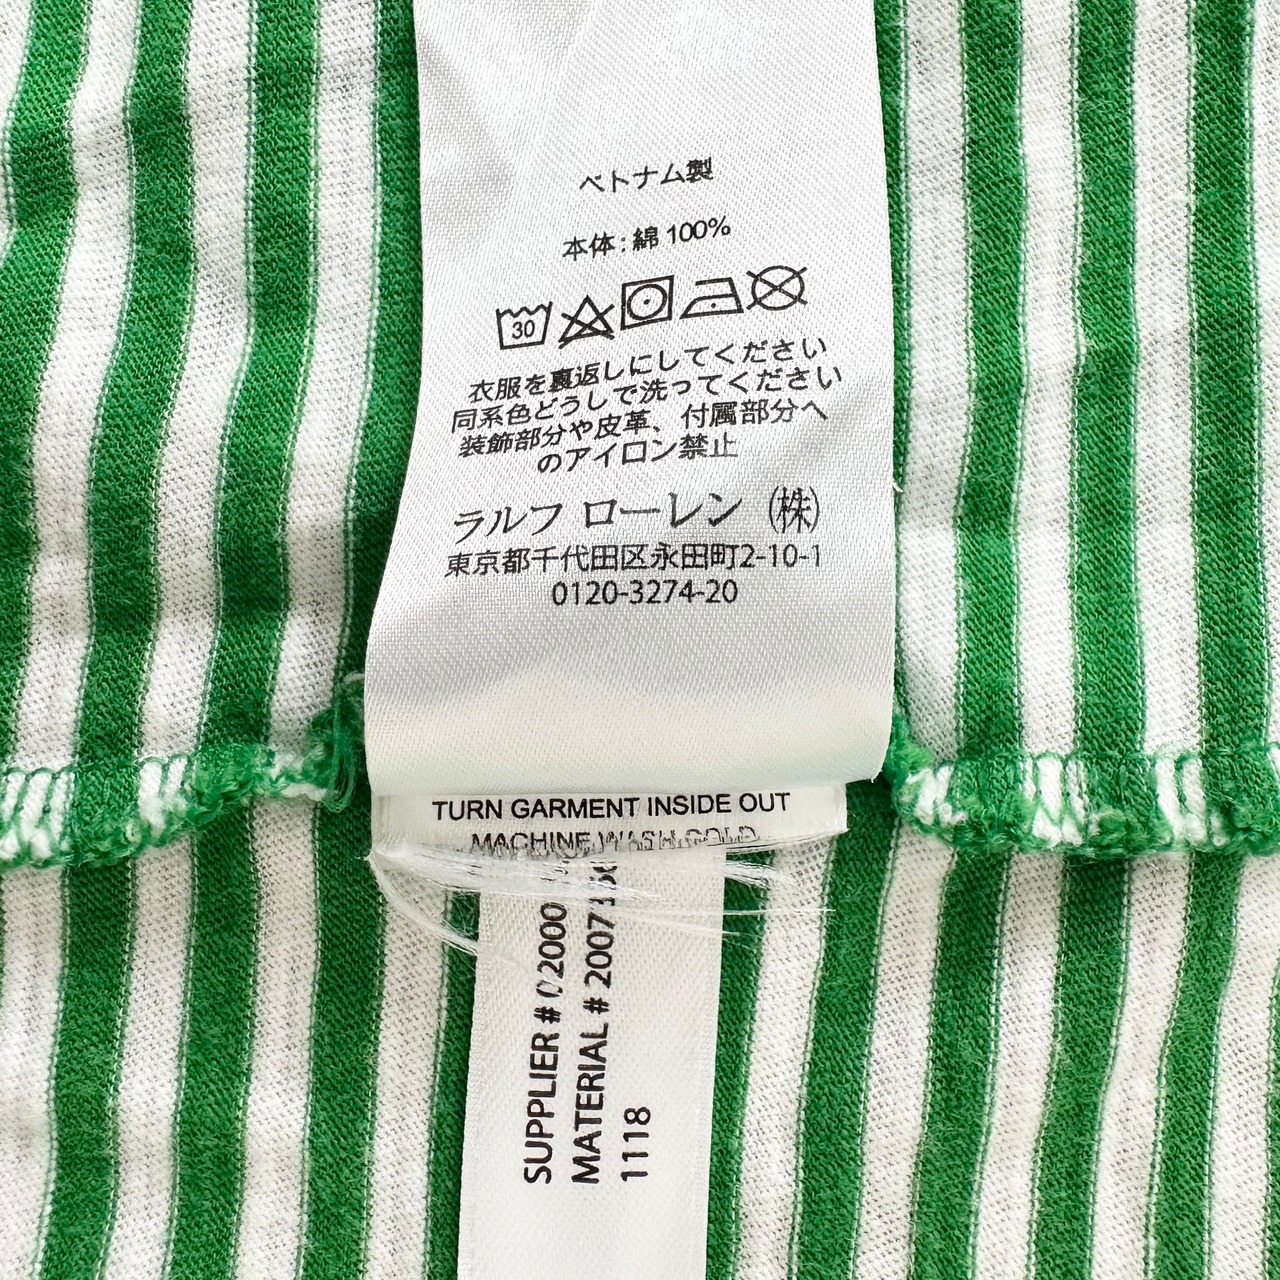 ベトナム製
本体 : 綿 100%
30
衣服を裏返しにしてください
同系色どうしで洗ってください
装飾部分や皮革、付属部分へ
のアイロン禁止
ラルフ ローレン ㈱
東京都千代田区永田町2-10-1
0120-3274-20
TURN GARMENT INSIDE OUT
MACHINE WASH COLD
SUPPLIER #
MATERIAL #
1118